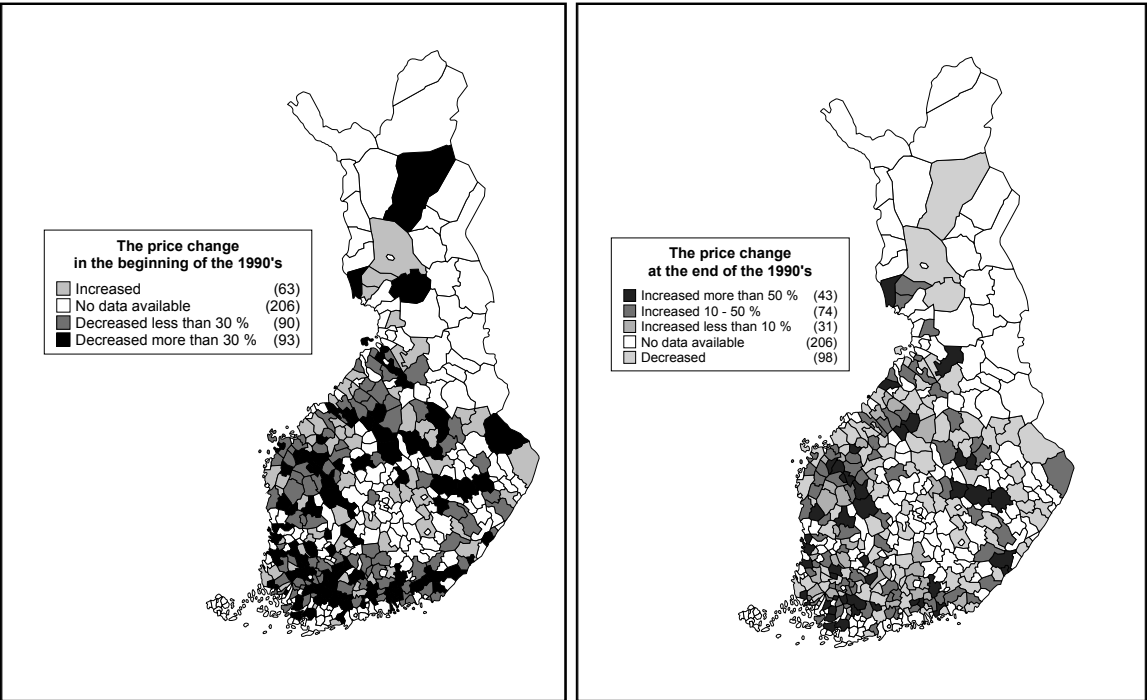 The price change
in the beginning of the 1990's
Increased (63)
No data available (206)
Decreased less than 30 % (90)
Decreased more than 30 % (93)
The price change
at the end of the 1990's
Increased more than 50 % (43)
Increased 10 - 50 % (74)
Increased less than 10 % (31)
No data available (206)
Decreased (98)